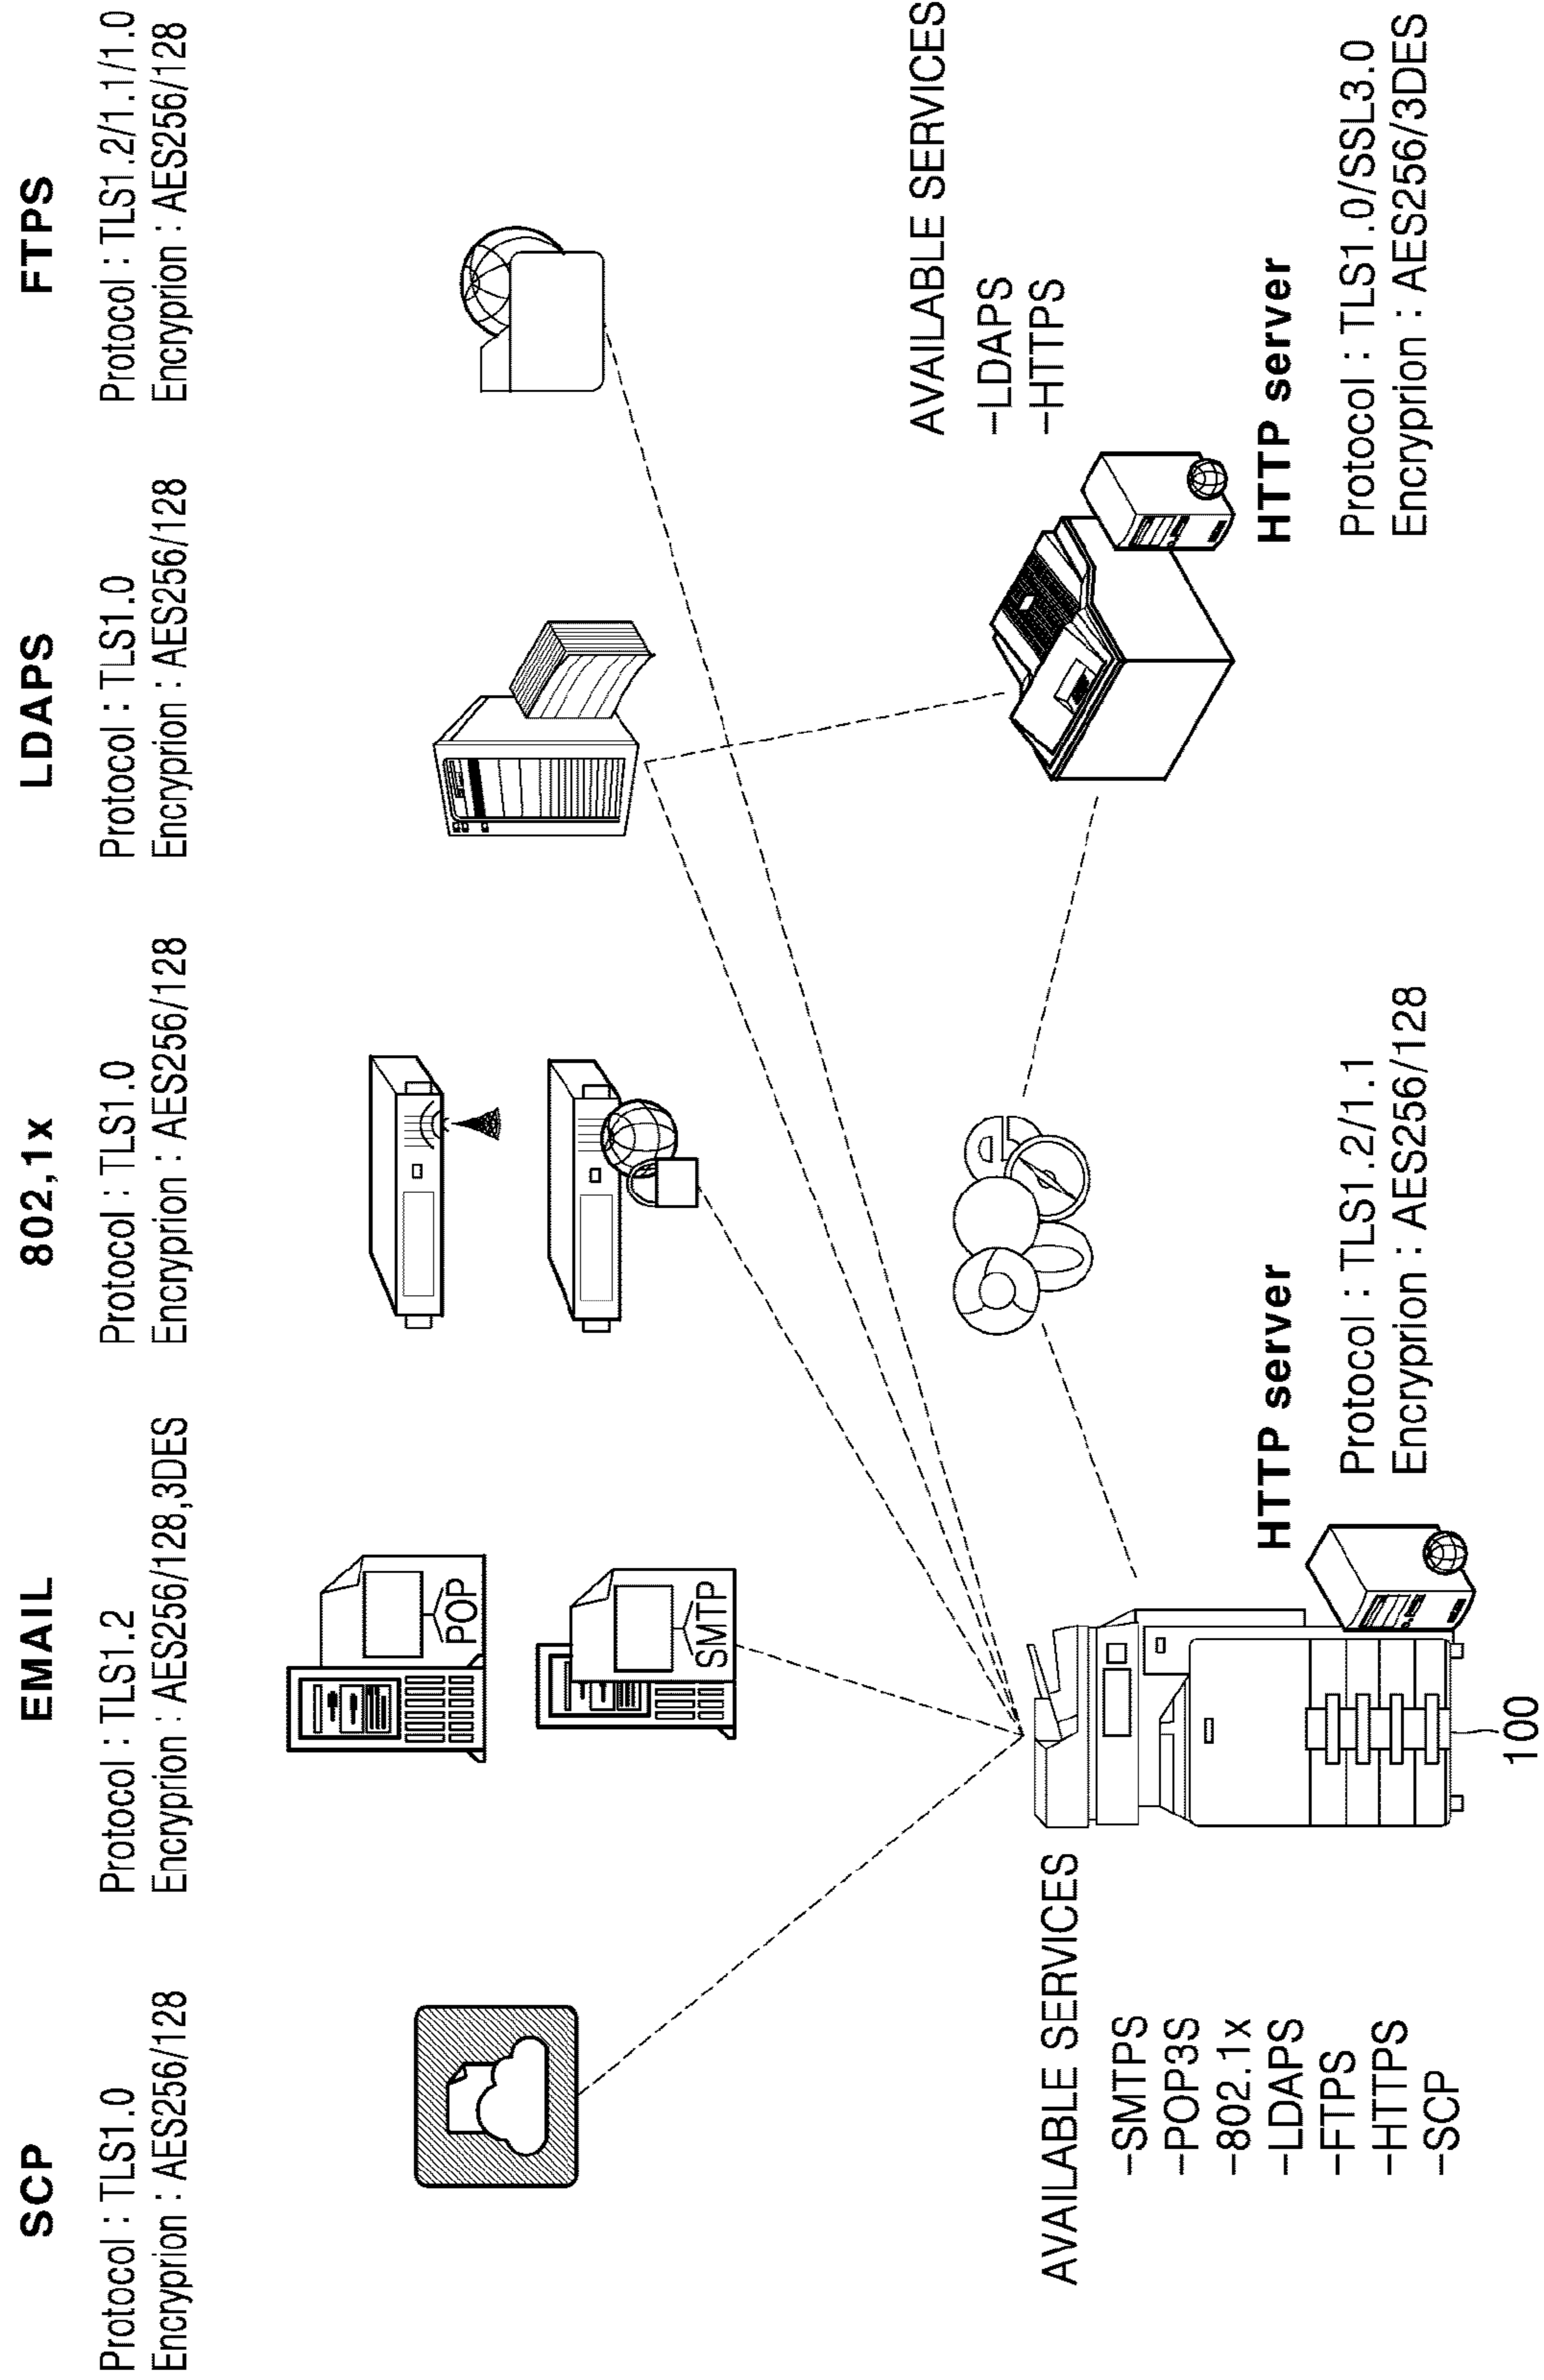 SCP
Protocol : TLS1.0
Encryprion : AES256/128
EMAIL
Protocol : TLS1.2
Encryprion : AES256/128,3DES
802,1x
Protocol : TLS1.0
Encryprion : AES256/128
LDAPS
Protocol : TLS1.0
Encryprion : AES256/128
FTPS
Protocol : TLS1.2/1.1/1.0
Encryprion : AES256/128
POP
SMTP
AVAILABLE SERVICES
-SMTPS
-POP3S
-802.1x
-LDAPS
-FTPS
-HTTPS
-SCP
100
HTTP server
Protocol : TLS1.2/1.1
Encryprion : AES256/128
AVAILABLE SERVICES
-LDAPS
-HTTPS
HTTP server
Protocol : TLS1.0/SSL3.0
Encryprion : AES256/3DES